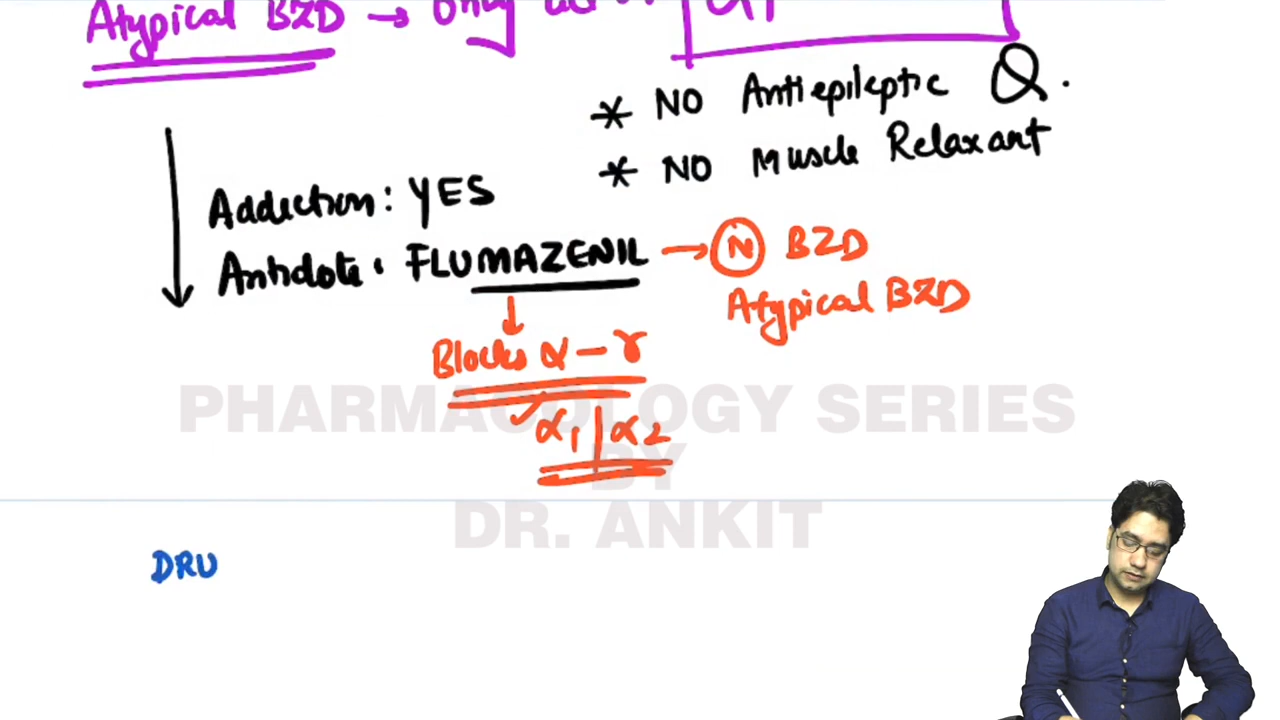 Atypical BZD → only
* NO Antiepileptic Q.
* NO Muscle Relaxant
Addiction: YES
Antidote: FLUMAZENIL → N BZD
Atypical BZD
↓
Blocks α – γ
α1 | α2
PHARMACOLOGY SERIES
BY
DR. ANKIT
DRU